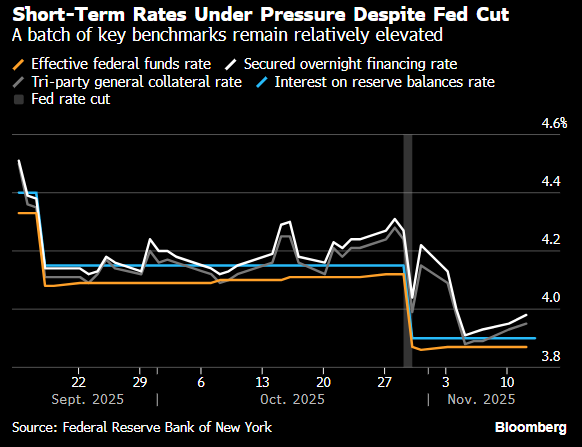 Short-Term Rates Under Pressure Despite Fed Cut
A batch of key benchmarks remain relatively elevated
Effective federal funds rate Secured overnight financing rate
Tri-party general collateral rate Interest on reserve balances rate
Fed rate cut
4.6%
4.4
4.2
4.0
3.8
22 29 6 13 20 27 3 10
Sept. 2025 Oct. 2025 Nov. 2025
Source: Federal Reserve Bank of New York Bloomberg